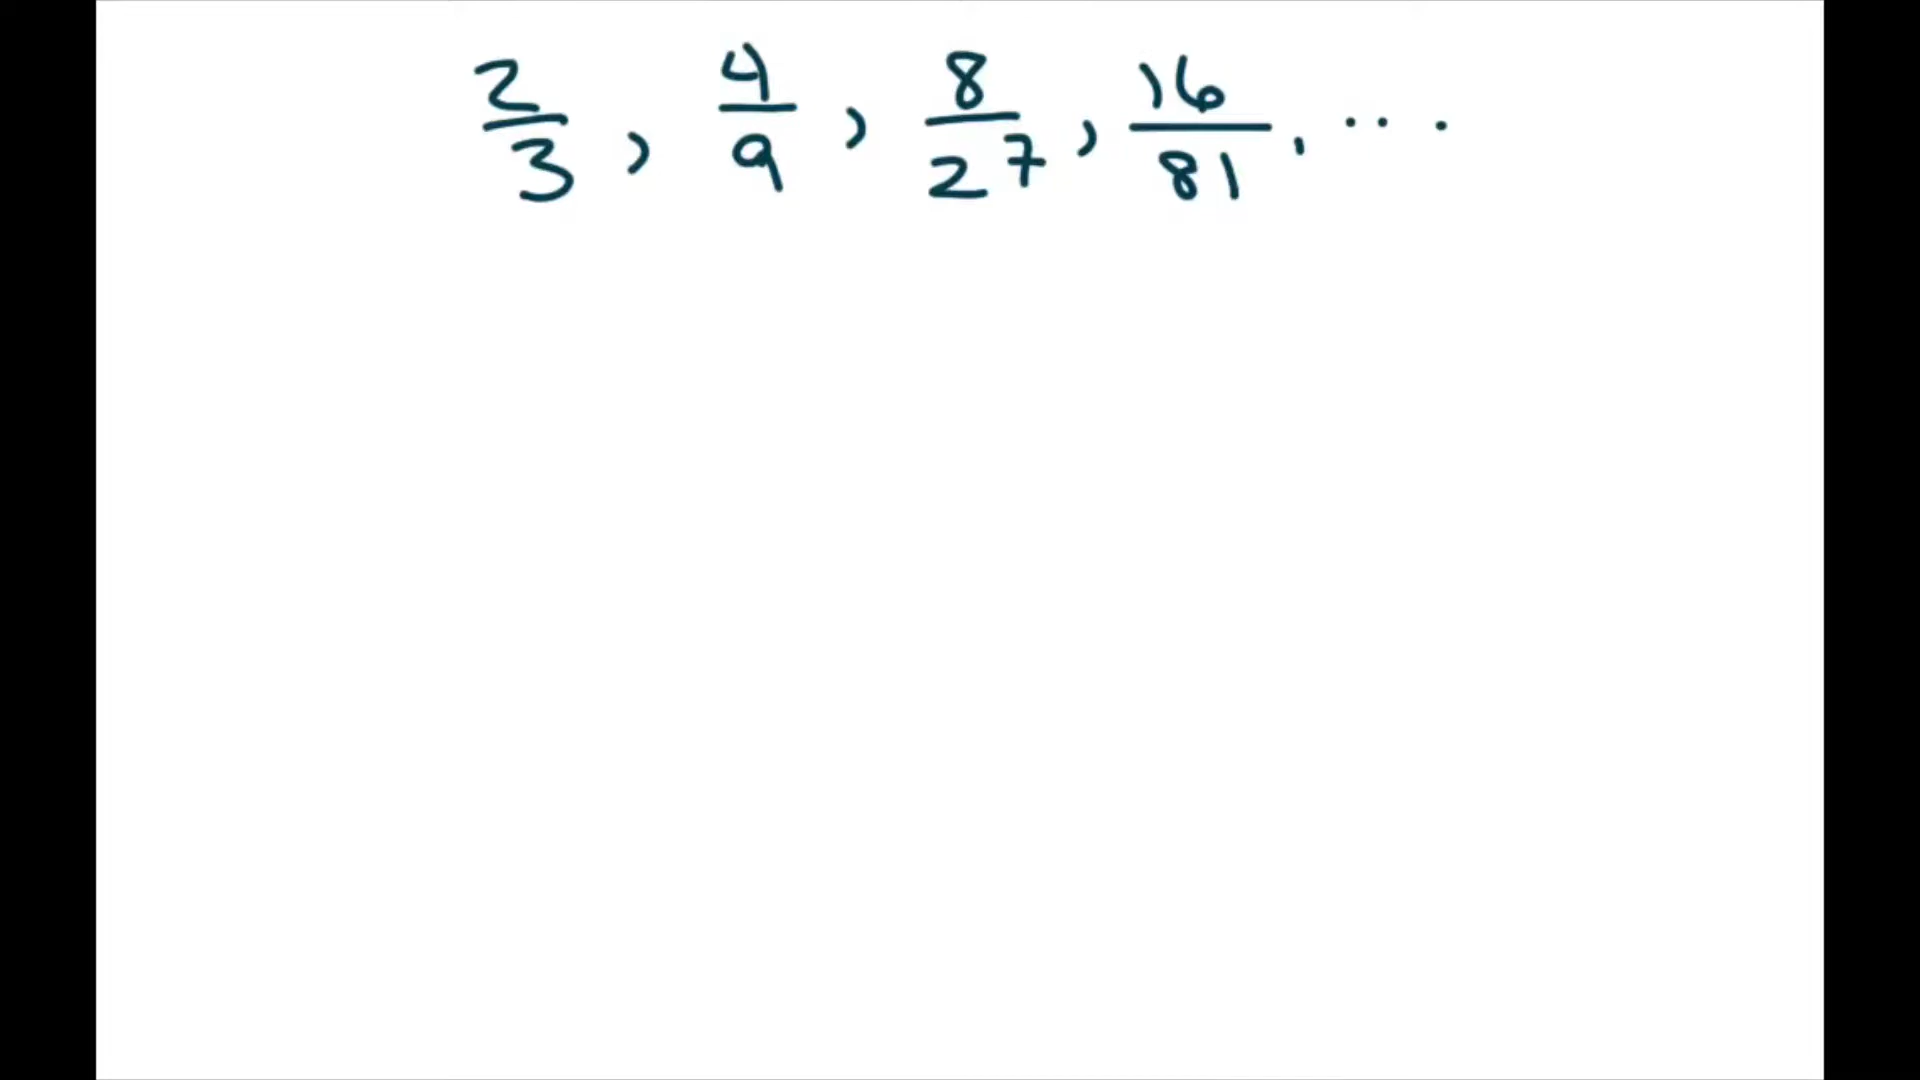 2/3, 4/9, 8/27, 16/81, ...